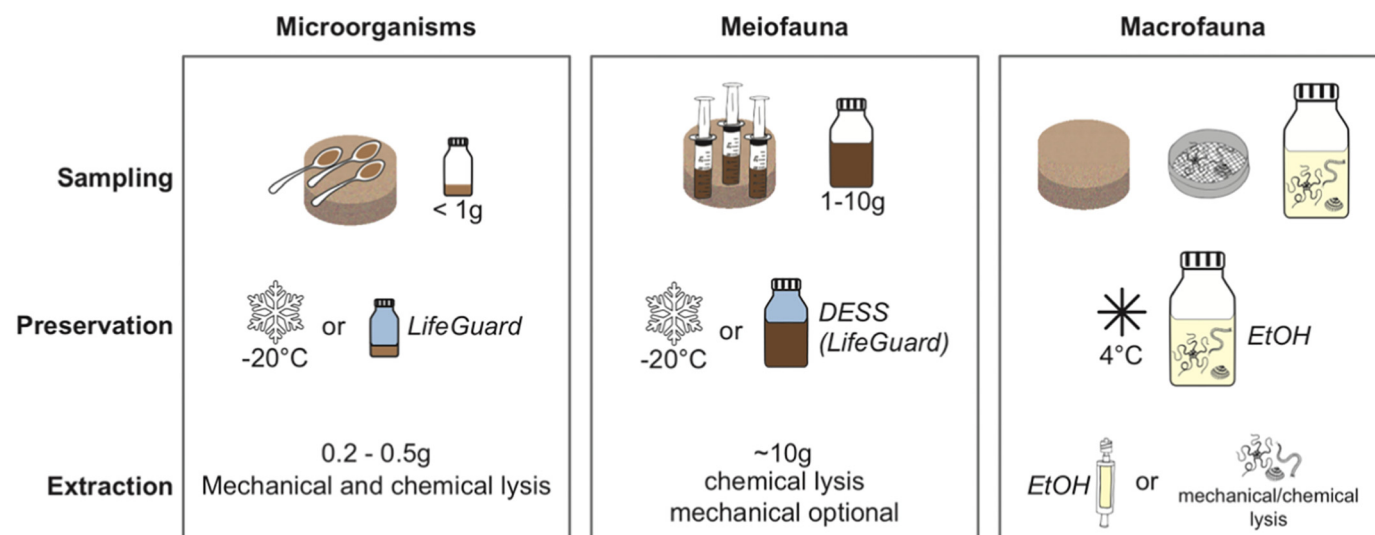 Microorganisms
Meiofauna
Macrofauna
Sampling
< 1g
1-10g
Preservation
-20°C
or
LifeGuard
-20°C
or
DESS
(LifeGuard)
4°C
EtOH
Extraction
0.2 - 0.5g
Mechanical and chemical lysis
~10g
chemical lysis
mechanical optional
EtOH
or
mechanical/chemical
lysis